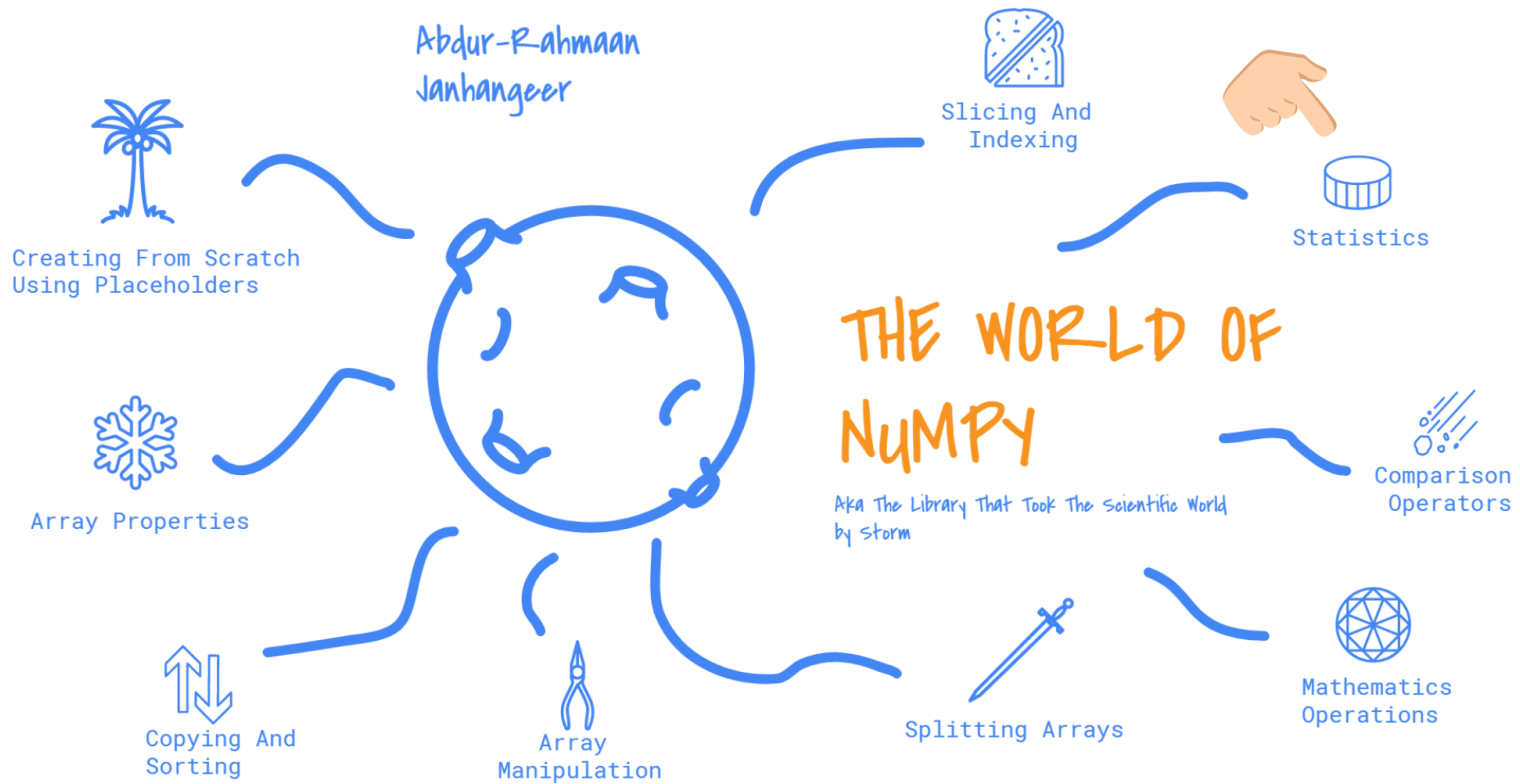 Abdur-Rahmaan
Janhangeer
Slicing And
Indexing
Statistics
Creating From Scratch
Using Placeholders
THE WORLD OF
NUMPY
Aka The Library That Took The Scientific World
by Storm
Comparison
Operators
Array Properties
Mathematics
Operations
Splitting Arrays
Copying And
Sorting
Array
Manipulation